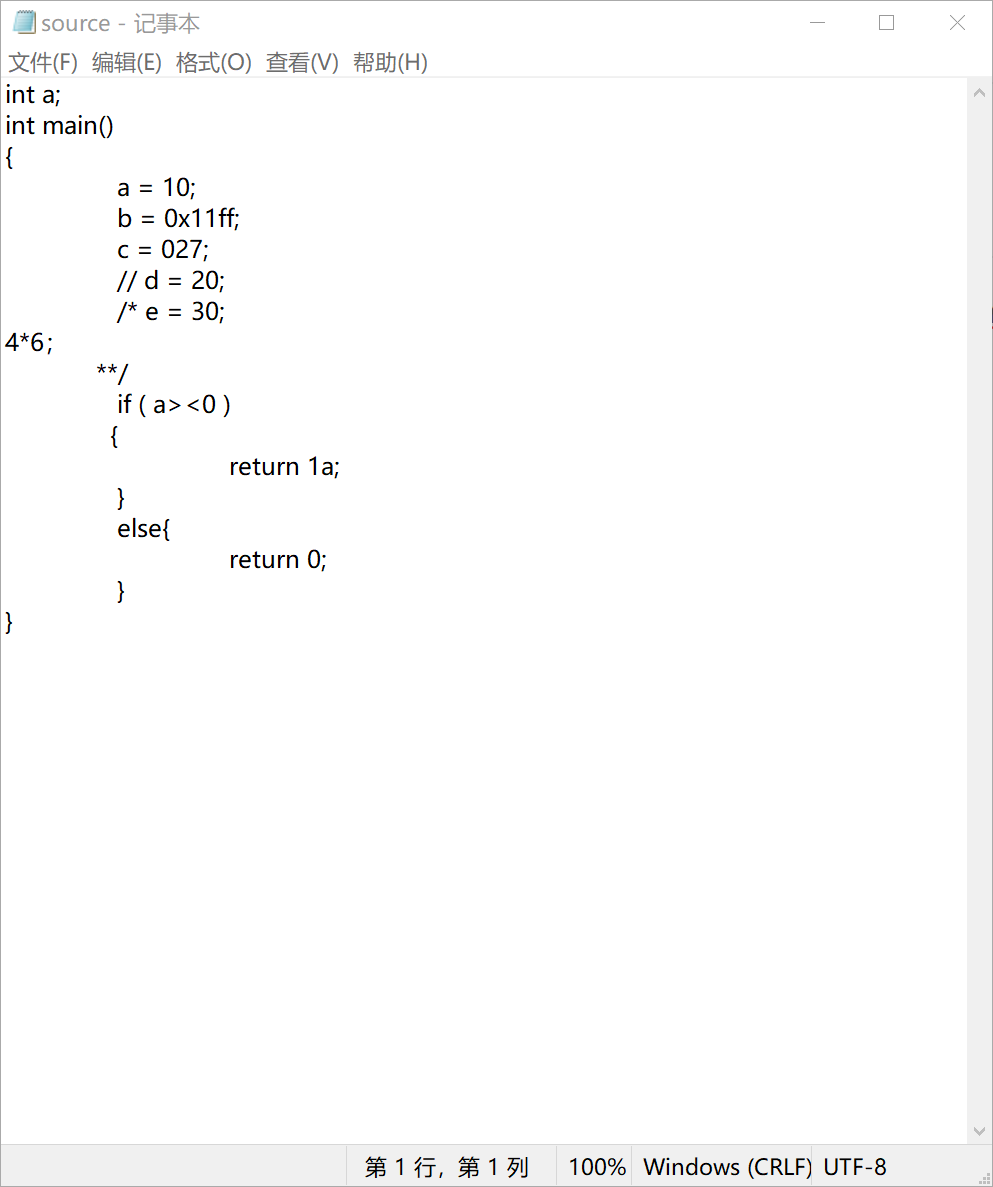 source - 记事本
文件(F) 编辑(E) 格式(O) 查看(V) 帮助(H)
int a;
int main()
{
a = 10;
b = 0x11ff;
c = 027;
// d = 20;
/* e = 30;
4*6;
**/
if ( a><0 )
{
return 1a;
}
else{
return 0;
}
}
第 1 行，第 1 列 100% Windows (CRLF) UTF-8